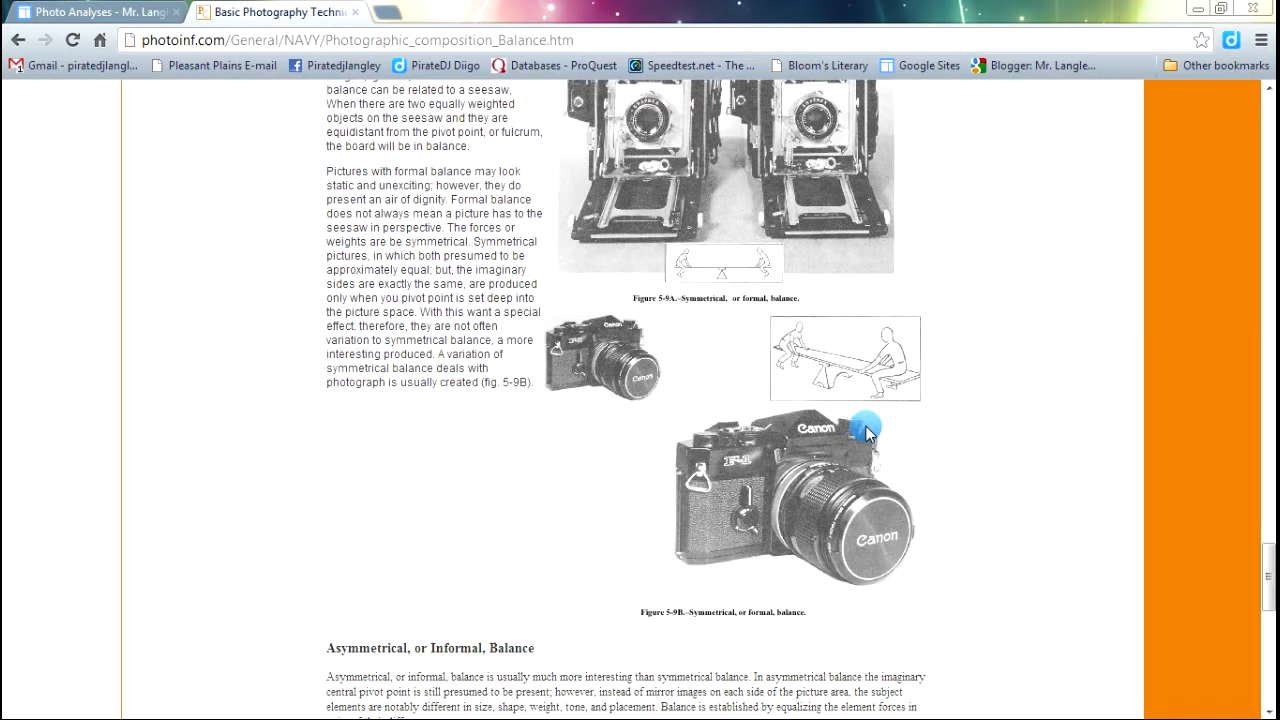 Photo Analyses - Mr. Langl
Basic Photography Techni
photoinf.com/General/NAVY/Photographic_composition_Balance.htm
Gmail - piratedjlangl...
Pleasant Plains E-mail
Piratedjlangley
PirateDJ Diigo
Databases - ProQuest
Speedtest.net - The ...
Bloom's Literary
Google Sites
Blogger: Mr. Langle...
Other bookmarks
balance can be related to a seesaw,
When there are two equally weighted
objects on the seesaw and they are
equidistant from the pivot point, or fulcrum,
the board will be in balance.
Pictures with formal balance may look
static and unexciting; however, they do
present an air of dignity. Formal balance
does not always mean a picture has to the
seesaw in perspective. The forces or
weights are be symmetrical. Symmetrical
pictures, in which both presumed to be
approximately equal; but, the imaginary
sides are exactly the same, are produced
only when you pivot point is set deep into
the picture space. With this want a special
effect; therefore, they are not often
variation to symmetrical balance, a more
interesting produced. A variation of
symmetrical balance deals with
photograph is usually created (fig. 5-9B).
GRAPHEX
GRAPHEX
Figure 5-9A.--Symmetrical, or formal, balance.
Canon
F-1
Canon
Canon
F-1
Canon
Figure 5-9B.--Symmetrical, or formal, balance.
Asymmetrical, or Informal, Balance
Asymmetrical, or informal, balance is usually much more interesting than symmetrical balance. In asymmetrical balance the imaginary
central pivot point is still presumed to be present; however, instead of mirror images on each side of the picture area, the subject
elements are notably different in size, shape, weight, tone, and placement. Balance is established by equalizing the element forces in